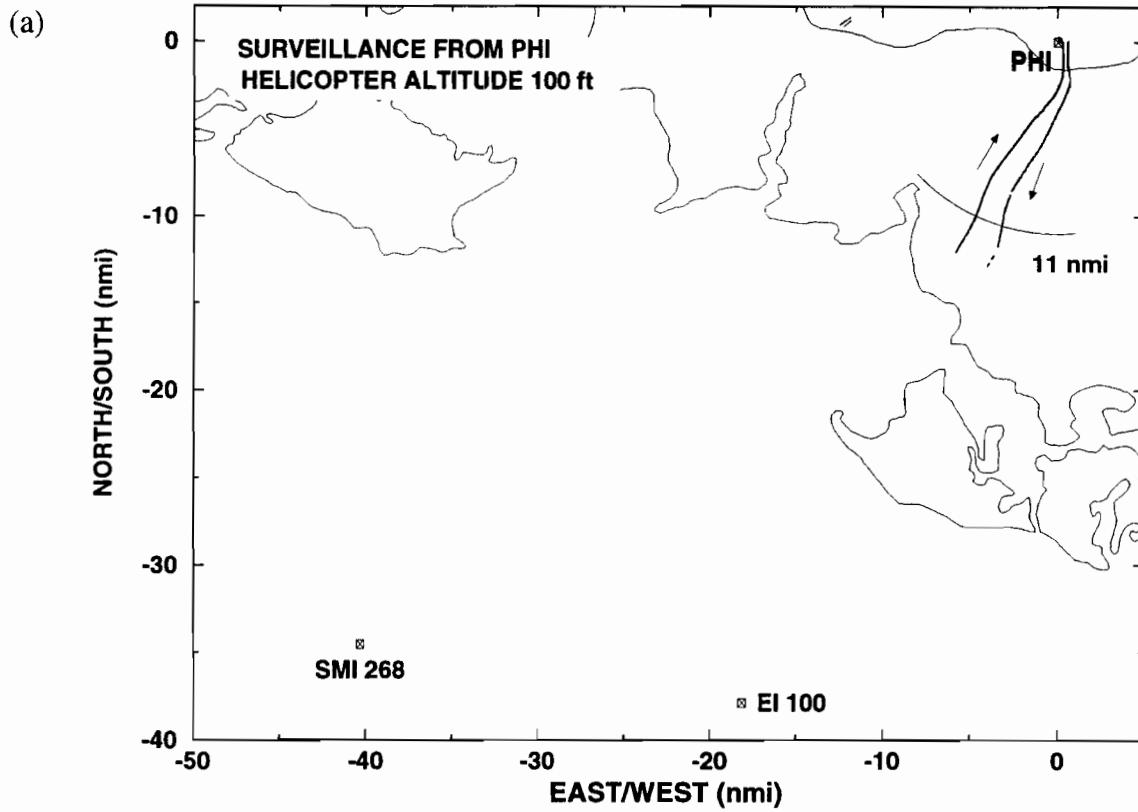 (a)
SURVEILLANCE FROM PHI
HELICOPTER ALTITUDE 100 ft
PHI
11 nmi
SMI 268
EI 100
NORTH/SOUTH (nmi)
0
-10
-20
-30
-40
-50
-40
-30
-20
-10
0
EAST/WEST (nmi)